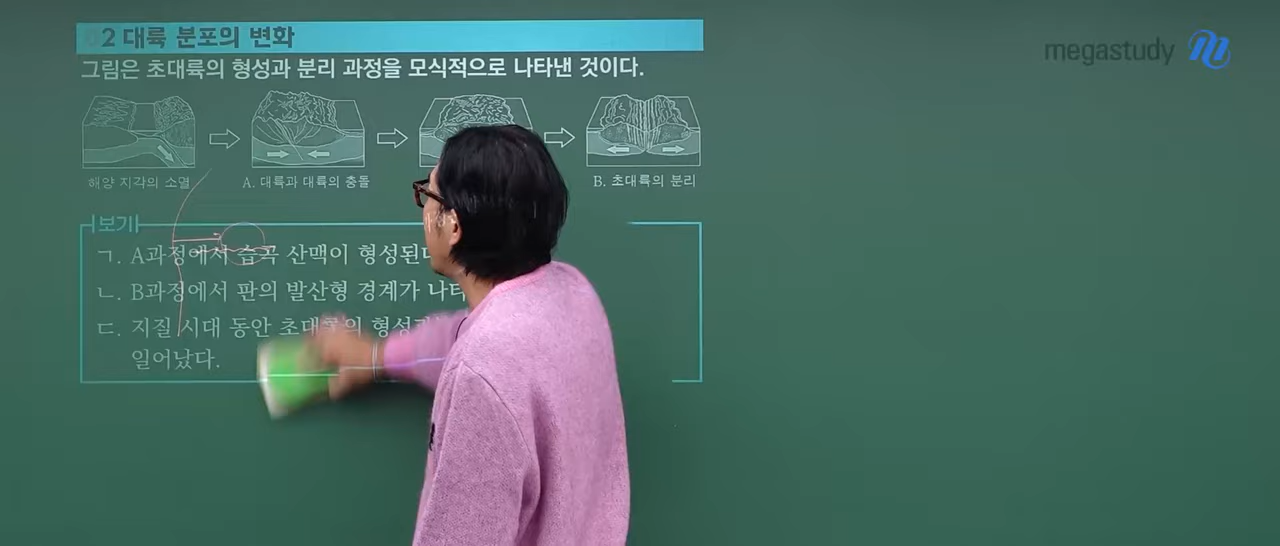 2 대륙 분포의 변화
megastudy
그림은 초대륙의 형성과 분리 과정을 모식적으로 나타낸 것이다.
해양 지각의 소멸
A. 대륙과 대륙의 충돌
B. 초대륙의 분리
보기
ㄱ. A과정에서 습곡 산맥이 형성된
ㄴ. B과정에서 판의 발산형 경계가
ㄷ. 지질 시대 동안 초대륙의 형성
일어났다.